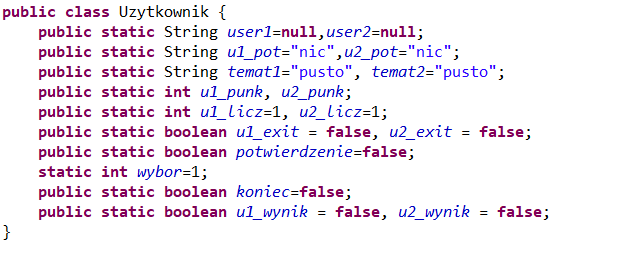 public class Uzytkownik {
public static String user1=null,user2=null;
public static String u1_pot="nic",u2_pot="nic";
public static String temat1="pusto", temat2="pusto";
public static int u1_punk, u2_punk;
public static int u1_licz=1, u2_licz=1;
public static boolean u1_exit = false, u2_exit = false;
public static boolean potwierdzenie=false;
static int wybor=1;
public static boolean koniec=false;
public static boolean u1_wynik = false, u2_wynik = false;
}